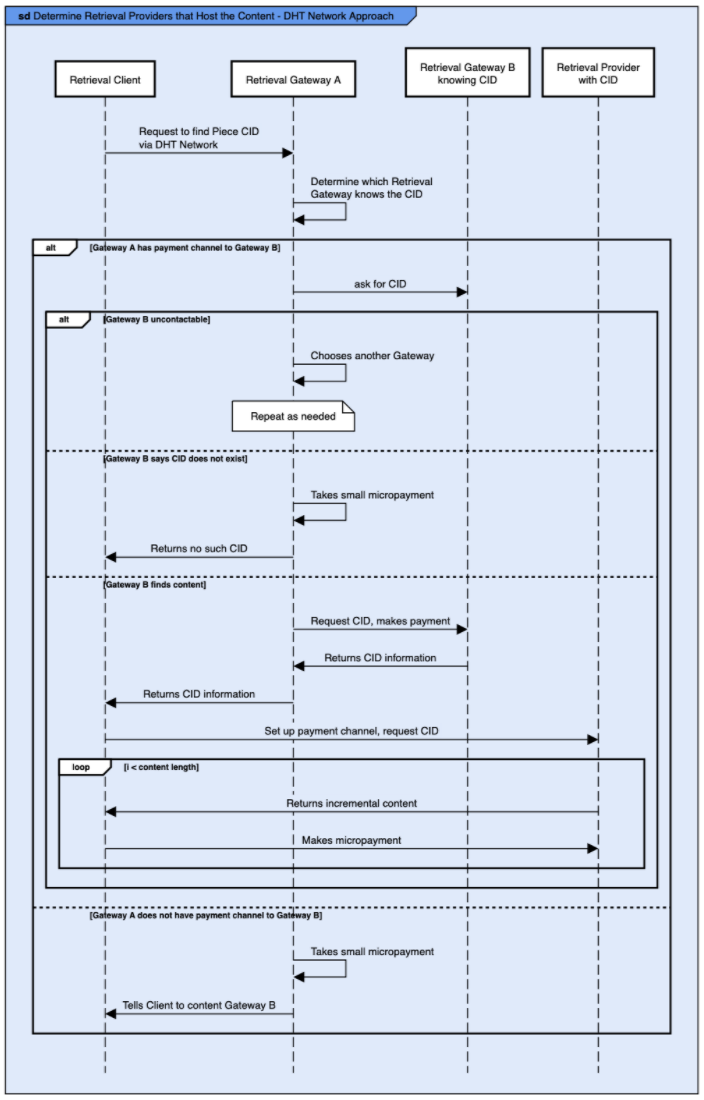 sd Determine Retrieval Providers that Host the Content - DHT Network Approach
Retrieval Client
Retrieval Gateway A
Retrieval Gateway B
knowing CID
Retrieval Provider
with CID
Request to find Piece CID
via DHT Network
Determine which Retrieval
Gateway knows the CID
alt
[Gateway A has payment channel to Gateway B]
ask for CID
alt
[Gateway B uncontactable]
Chooses another Gateway
Repeat as needed
[Gateway B says CID does not exist]
Takes small micropayment
Returns no such CID
[Gateway B finds content]
Request CID, makes payment
Returns CID information
Returns CID information
Set up payment channel, request CID
loop
[i < content length]
Returns incremental content
Makes micropayment
[Gateway A does not have payment channel to Gateway B]
Takes small micropayment
Tells Client to content Gateway B